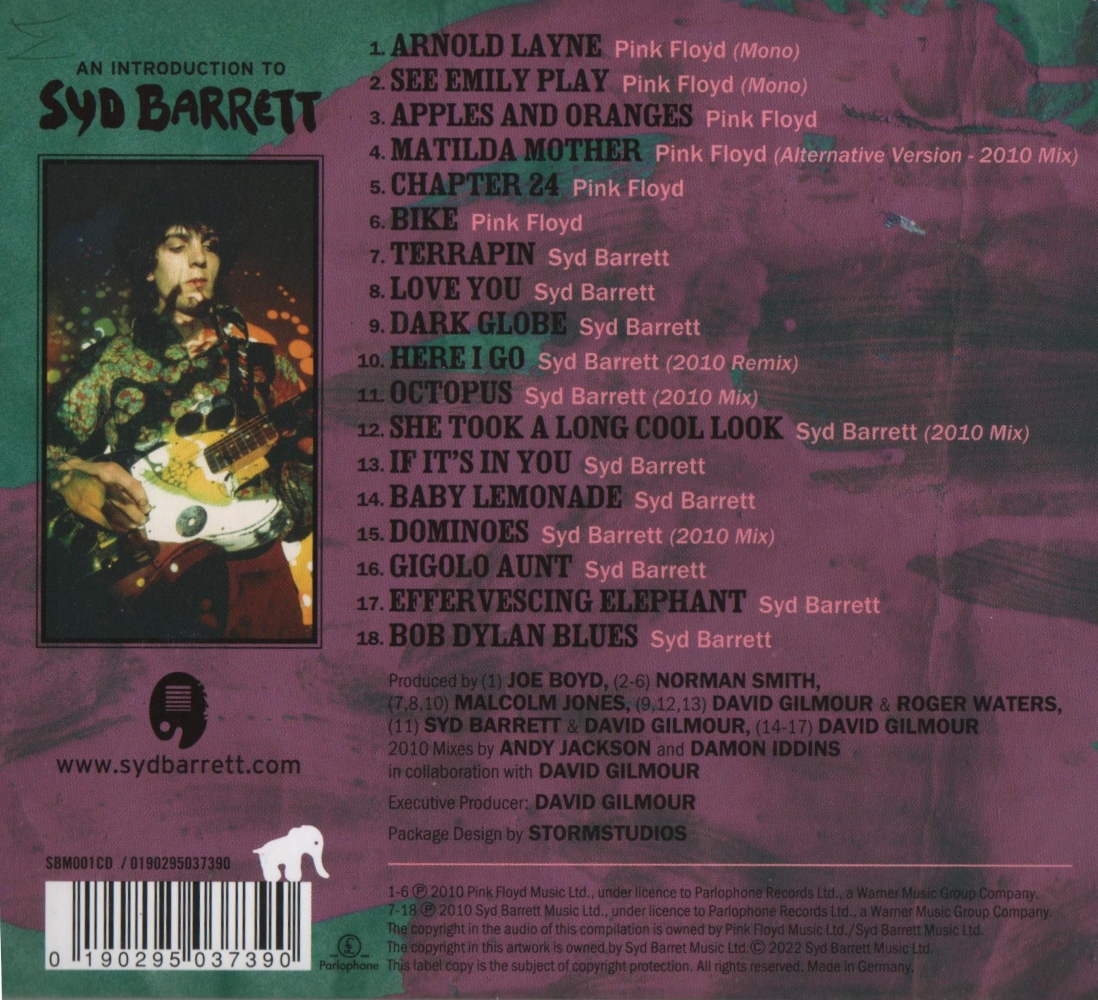 AN INTRODUCTION TO
SYD BARRETT
1. ARNOLD LAYNE Pink Floyd (Mono)
2. SEE EMILY PLAY Pink Floyd (Mono)
3. APPLES AND ORANGES Pink Floyd
4. MATILDA MOTHER Pink Floyd (Alternative Version - 2010 Mix)
5. CHAPTER 24 Pink Floyd
6. BIKE Pink Floyd
7. TERRAPIN Syd Barrett
8. LOVE YOU Syd Barrett
9. DARK GLOBE Syd Barrett
10. HERE I GO Syd Barrett (2010 Remix)
11. OCTOPUS Syd Barrett (2010 Mix)
12. SHE TOOK A LONG COOL LOOK Syd Barrett (2010 Mix)
13. IF IT'S IN YOU Syd Barrett
14. BABY LEMONADE Syd Barrett
15. DOMINOES Syd Barrett (2010 Mix)
16. GIGOLO AUNT Syd Barrett
17. EFFERVESCING ELEPHANT Syd Barrett
18. BOB DYLAN BLUES Syd Barrett
Produced by (1) JOE BOYD, (2-6) NORMAN SMITH,
(7,8,10) MALCOLM JONES, (9,12,13) DAVID GILMOUR & ROGER WATERS,
(11) SYD BARRETT & DAVID GILMOUR, (14-17) DAVID GILMOUR
2010 Mixes by ANDY JACKSON and DAMON IDDINS
in collaboration with DAVID GILMOUR
Executive Producer: DAVID GILMOUR
Package Design by STORMSTUDIOS
www.sydbarrett.com
SBM001CD / 0190295037390
0 190295 037390
Parlophone
1-6 ℗ 2010 Pink Floyd Music Ltd., under licence to Parlophone Records Ltd., a Warner Music Group Company.
7-18 ℗ 2010 Syd Barrett Music Ltd., under licence to Parlophone Records Ltd., a Warner Music Group Company.
The copyright in the audio of this compilation is owned by Pink Floyd Music Ltd./Syd Barrett Music Ltd.
The copyright in this artwork is owned by Syd Barret Music Ltd. © 2022 Syd Barrett Music Ltd.
This label copy is the subject of copyright protection. All rights reserved. Made in Germany.